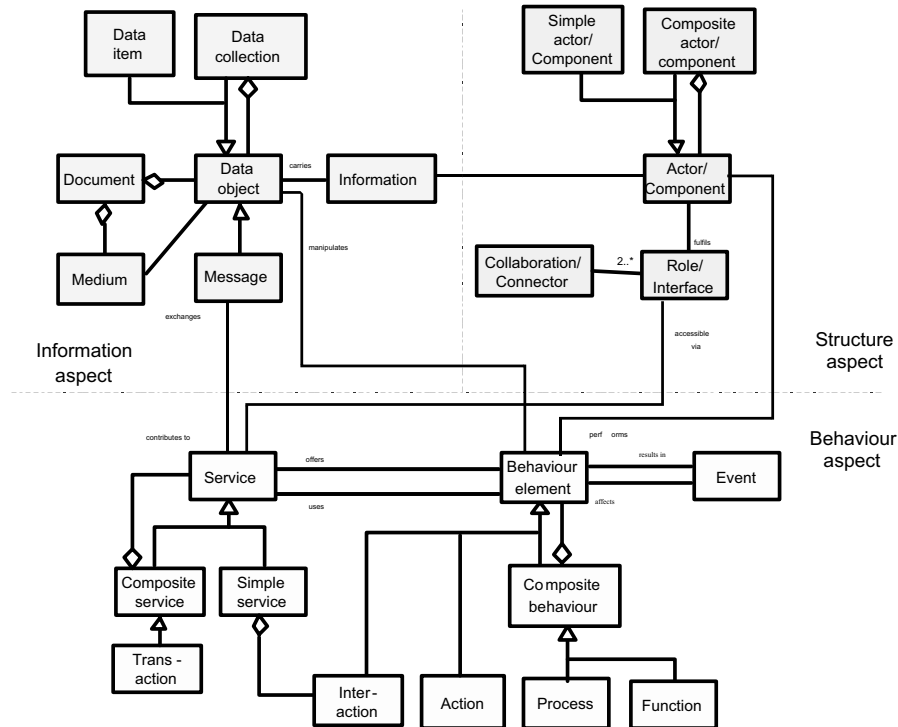 Data
item
Data
collection
Simple
actor/
Component
Composite
actor/
component
Document
Data
object
carries
Information
Actor/
Component
manipulates
fulfils
Medium
Message
Collaboration/
Connector
2..*
Role/
Interface
exchanges
accessible
via
Information
aspect
Structure
aspect
contributes to
perf orms
Behaviour
aspect
Service
offers
uses
Behaviour
element
results in
affects
Event
Composite
service
Simple
service
Composite
behaviour
Trans -
action
Inter-
action
Action
Process
Function